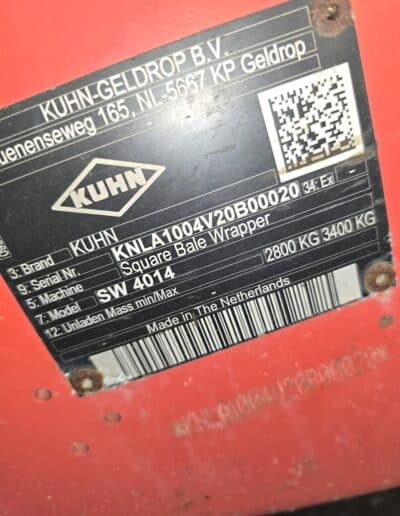 KUHN-GELDROP B.V.
uenenseweg 165, NL-5667 KP Geldrop
KUHN
3: Brand KUHN
9: Serial Nr. KNLA1004V20B00020 34: Ex
5: Machine Square Bale Wrapper
7: Model SW 4014
12: Unladen Mass min/Max 2800 KG 3400 KG
Made in The Netherlands